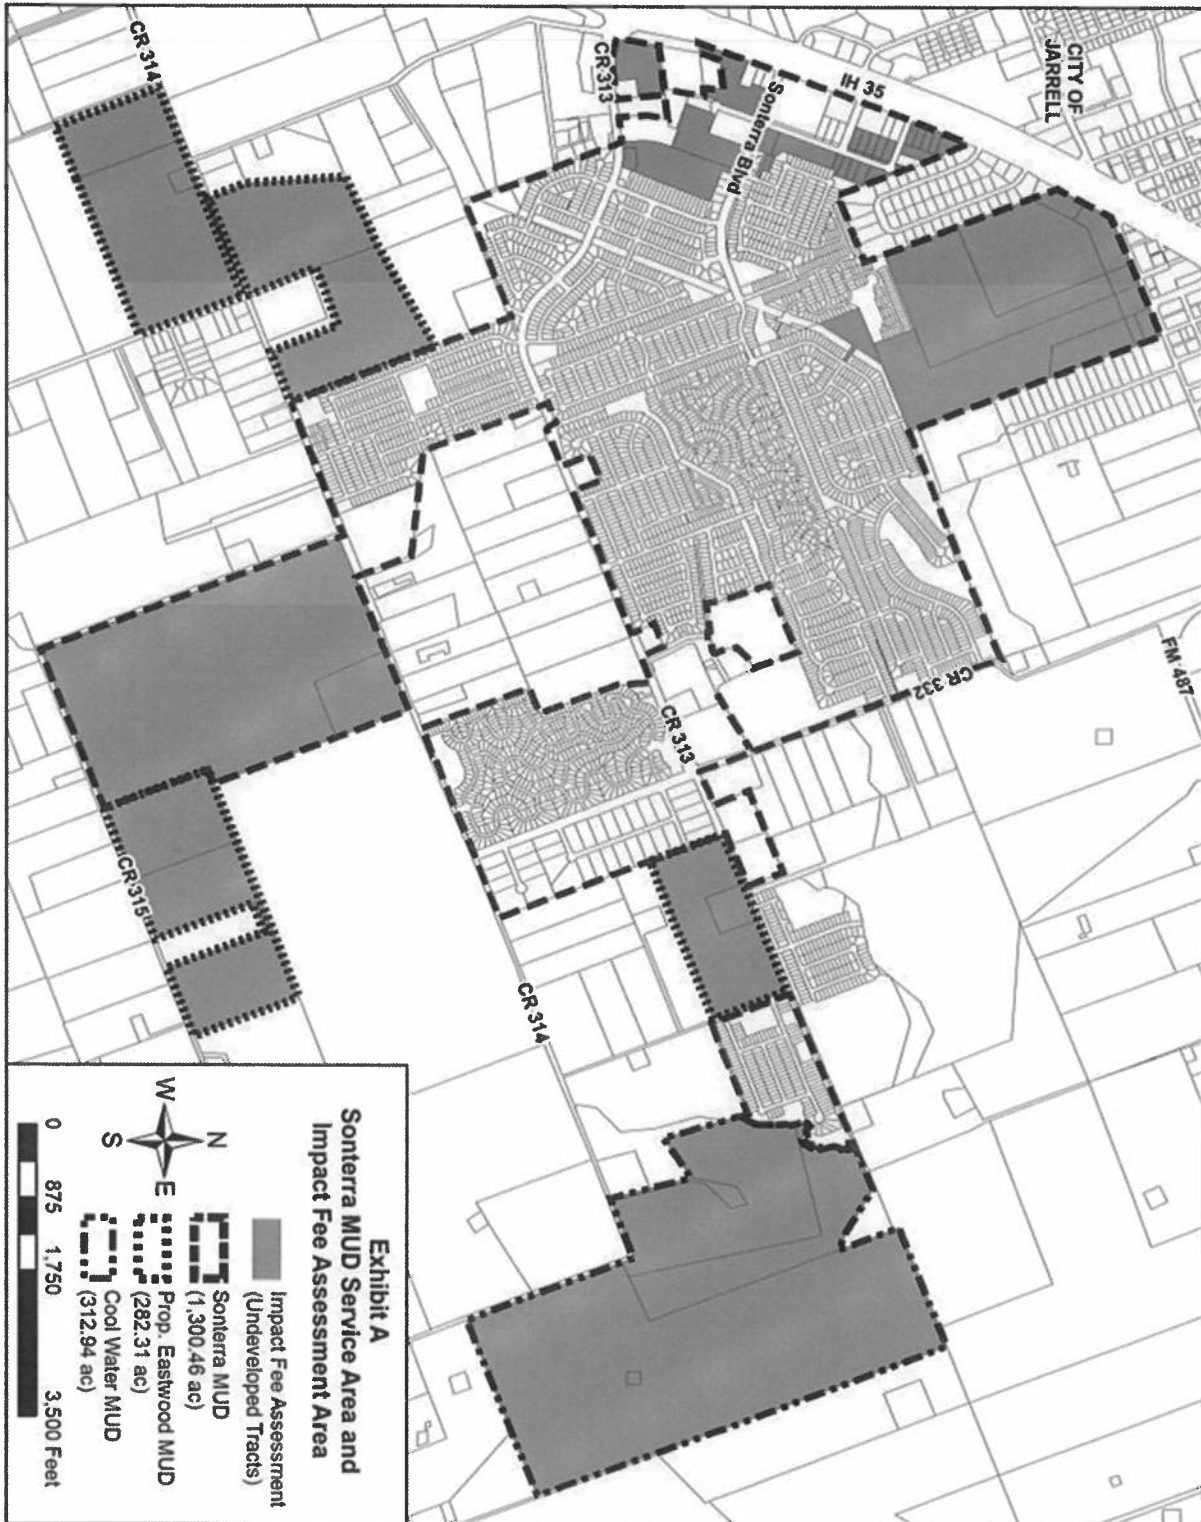 CITY OF
JARRELL
IH 35
Sonterra Blvd
CR 313
CR 314
FM 487
CR 332
CR 313
CR 314
CR 315
Exhibit A
Sonterra MUD Service Area and
Impact Fee Assessment Area
Impact Fee Assessment
(Undeveloped Tracts)
Sonterra MUD
(1,300.46 ac)
Prop. Eastwood MUD
(282.31 ac)
Cool Water MUD
(312.94 ac)
N
W
E
S
0 875 1,750 3,500 Feet